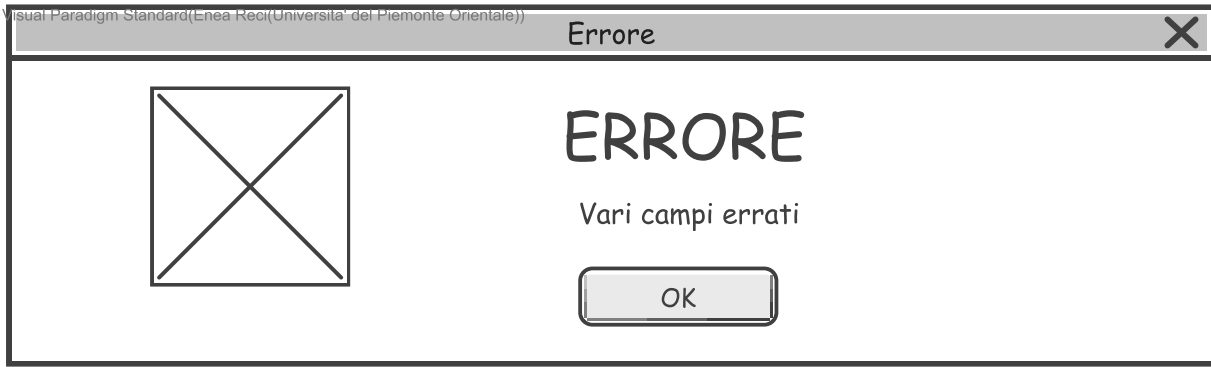 Visual Paradigm Standard(Enea Reci(Universita' del Piemonte Orientale))
Errore
ERRORE
Vari campi errati
OK